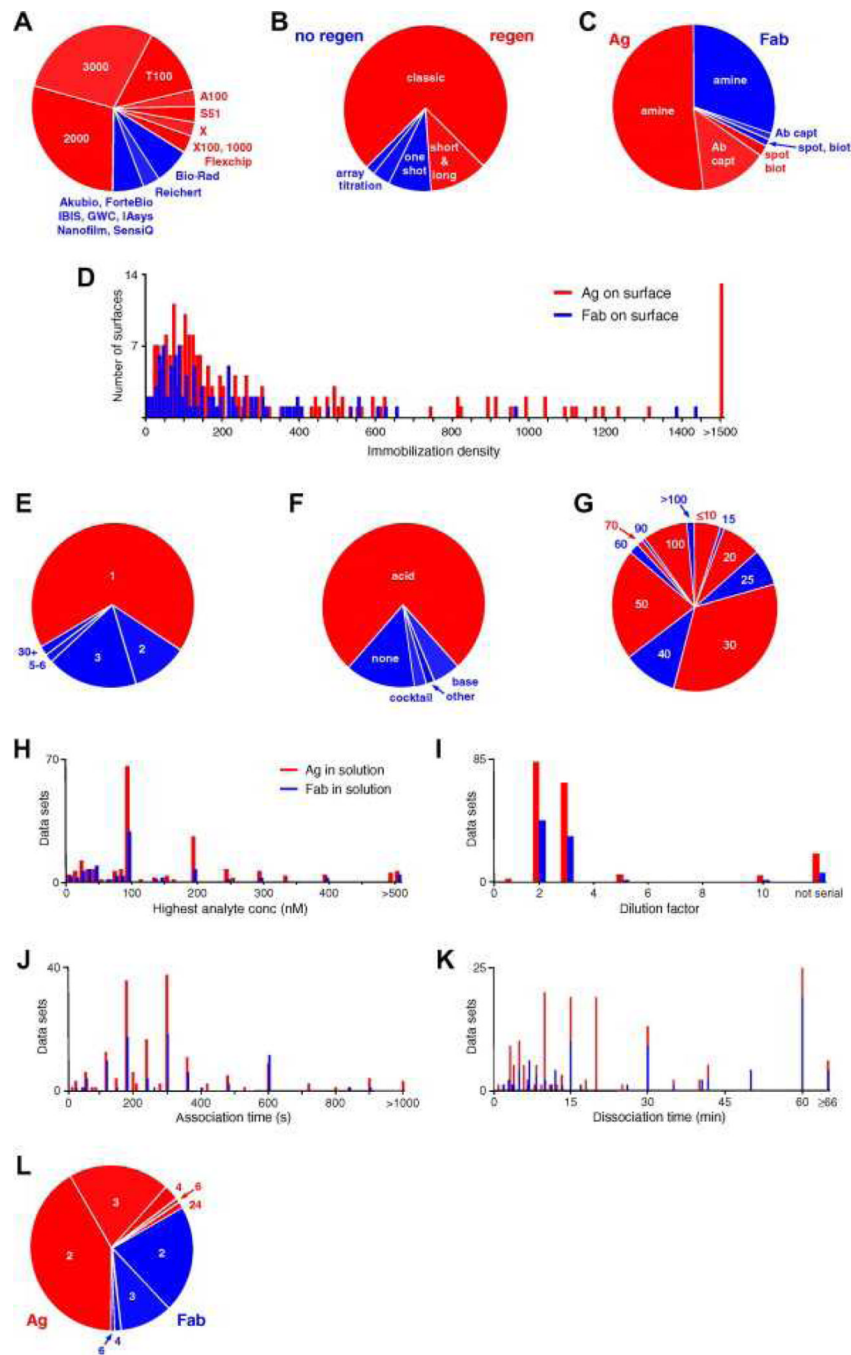 A
3000
T100
A100
S51
X
X100, 1000
Flexchip
2000
Bio-Rad
Reichert
Akubio, ForteBio
IBIS, GWC, IAsys
Nanofilm, SensiQ
B
no regen
regen
classic
array
titration
one
shot
short
&
long
C
Ag
Fab
amine
amine
Ab capt
spot, biot
Ab
capt
spot
biot
D
14
7
Number of surfaces
Ag on surface
Fab on surface
0 200 400 600 800 1000 1200 1400 >1500
Immobilization density
E
1
30+
5-6
3
2
F
acid
none
cocktail
base
other
G
>100
≤10
15
70
90
60
100
20
25
50
30
40
H
70
0
Data sets
Ag in solution
Fab in solution
0 100 200 300 400 >500
Highest analyte conc (nM)
I
85
0
Data sets
0 2 4 6 8 10 not serial
Dilution factor
J
40
0
Data sets
0 200 400 600 800 >1000
Association time (s)
K
25
0
Data sets
0 15 30 45 60 ≥66
Dissociation time (min)
L
3
4
6
24
2
2
3
Ag
Fab
6
4